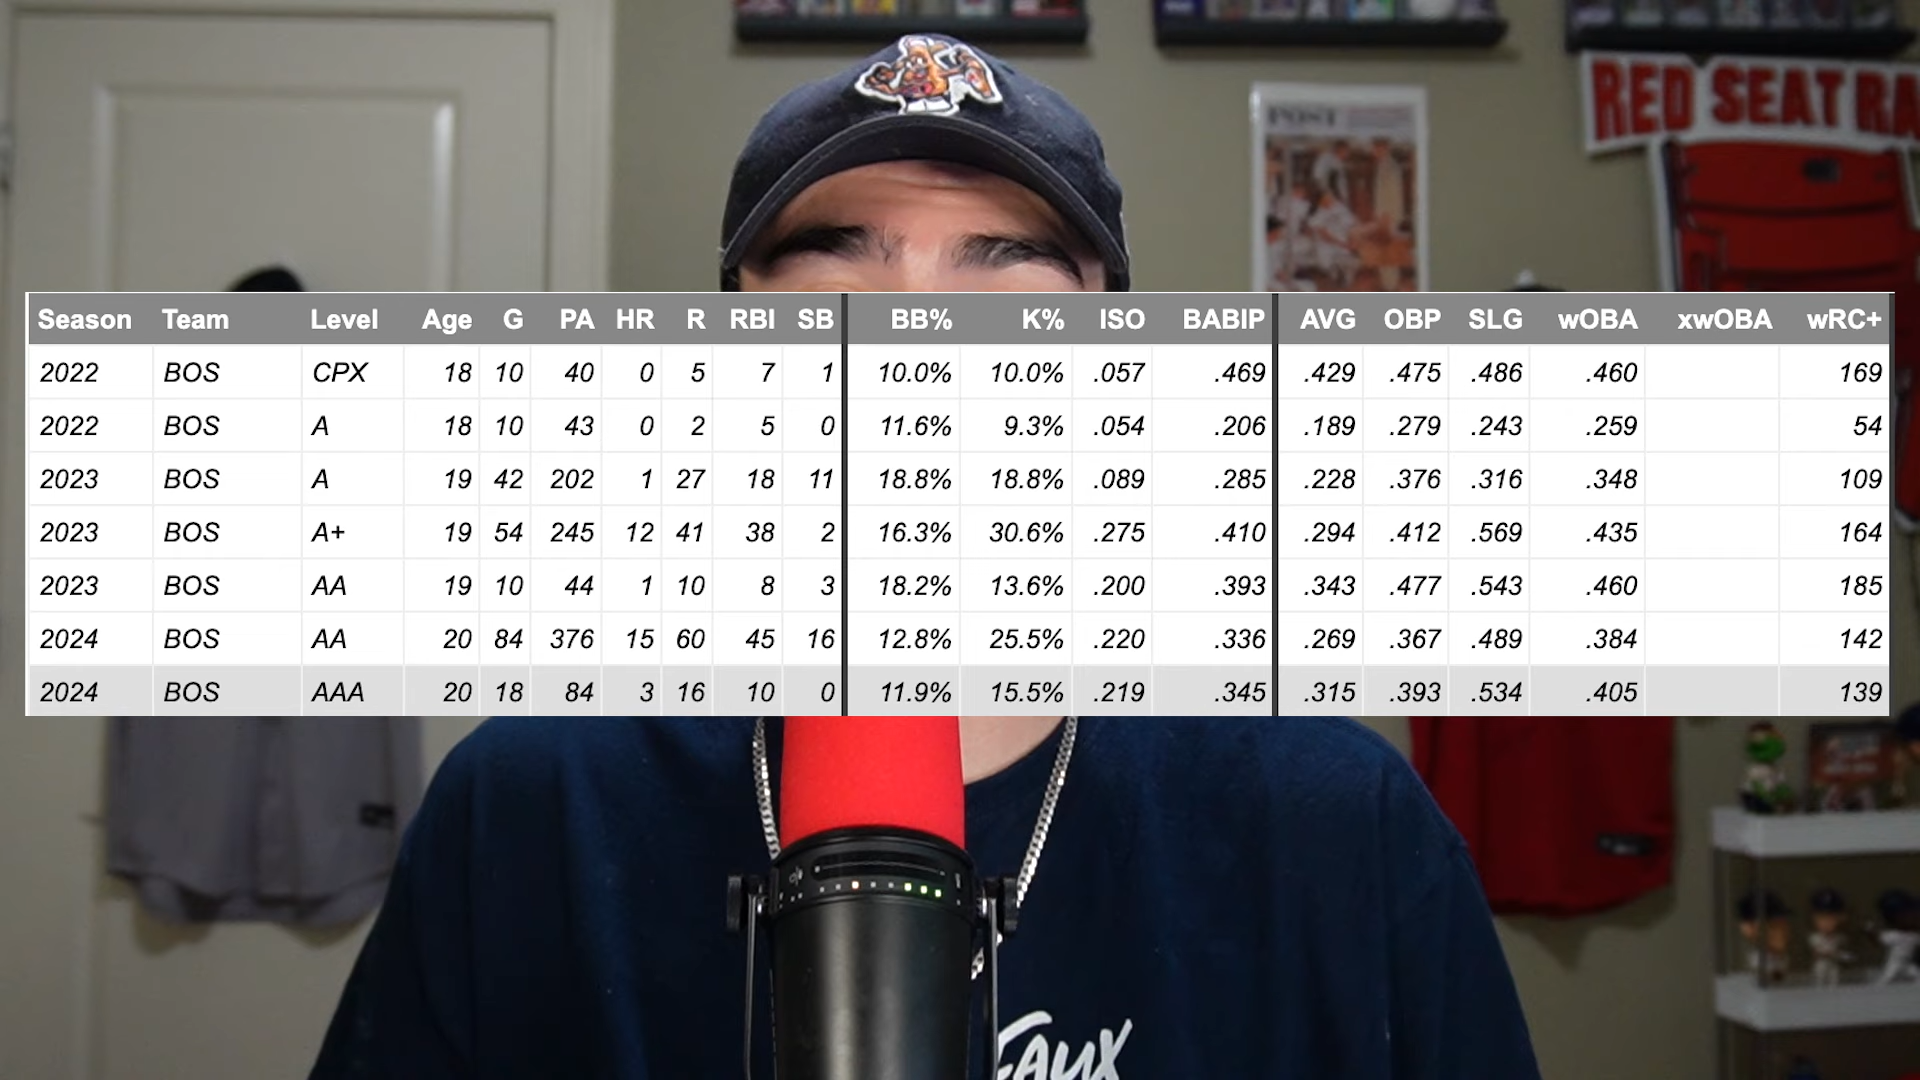 POST
RED SEAT RA
Season Team Level Age G PA HR R RBI SB BB% K% ISO BABIP AVG OBP SLG wOBA xwOBA wRC+
2022 BOS CPX 18 10 40 0 5 7 1 10.0% 10.0% .057 .469 .429 .475 .486 .460 169
2022 BOS A 18 10 43 0 2 5 0 11.6% 9.3% .054 .206 .189 .279 .243 .259 54
2023 BOS A 19 42 202 1 27 18 11 18.8% 18.8% .089 .285 .228 .376 .316 .348 109
2023 BOS A+ 19 54 245 12 41 38 2 16.3% 30.6% .275 .410 .294 .412 .569 .435 164
2023 BOS AA 19 10 44 1 10 8 3 18.2% 13.6% .200 .393 .343 .477 .543 .460 185
2024 BOS AA 20 84 376 15 60 45 16 12.8% 25.5% .220 .336 .269 .367 .489 .384 142
2024 BOS AAA 20 18 84 3 16 10 0 11.9% 15.5% .219 .345 .315 .393 .534 .405 139
FAUX